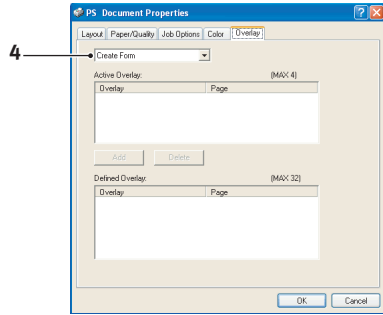 PS Document Properties
Layout Paper/Quality Job Options Color Overlay
4
Create Form
Active Overlay: (MAX 4)
Overlay Page
Add Delete
Defined Overlay: (MAX 32)
Overlay Page
OK Cancel